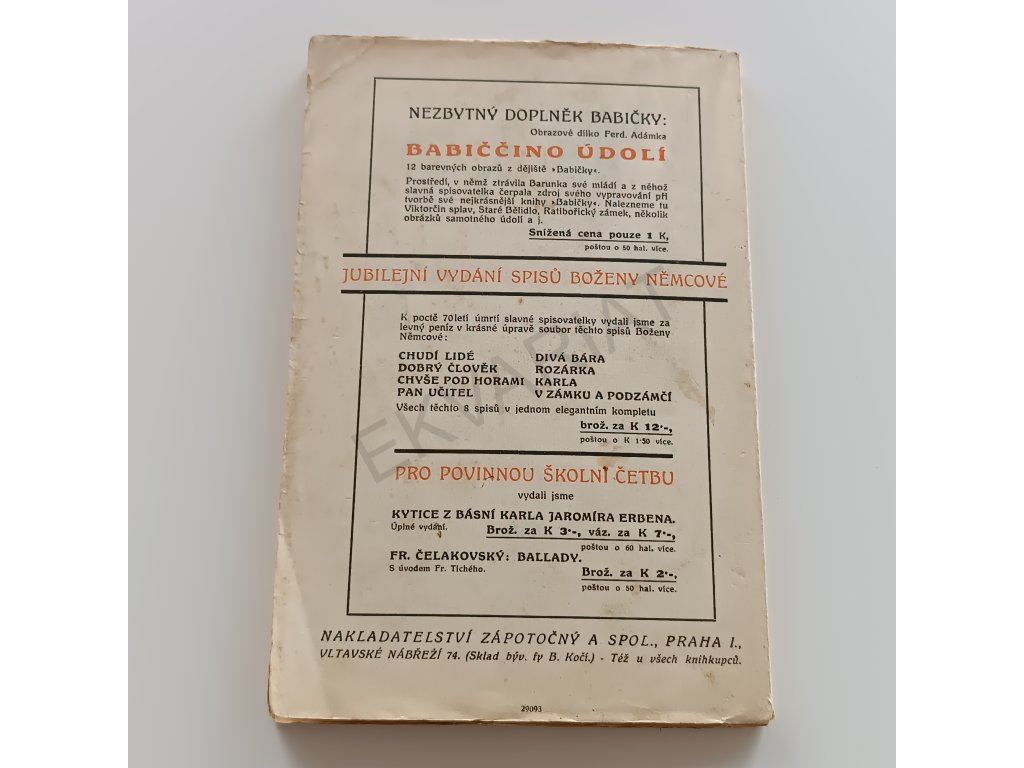 NEZBYTNÝ DOPLNĚK BABIČKY:
Obrazové dílko Ferd. Adámka
BABIČČINO ÚDOLÍ
12 barevných obrazů z dějiště »Babičky«.
Prostředí, v němž ztrávila Barunka své mládí a z něhož
slavná spisovatelka čerpala zdroj svého vypravování při
tvorbě své nejkrásnější knihy »Babičky«. Nalezneme tu
Viktorčin splav, Staré Bělidlo, Ratibořický zámek, několik
obrázků samotného údolí a j.
Snížená cena pouze 1 K,
poštou o 50 hal. více.
JUBILEJNÍ VYDÁNÍ SPISŮ BOŽENY NĚMCOVÉ
K poctě 70letí úmrtí slavné spisovatelky vydali jsme za
levný peníz v krásné úpravě soubor těchto spisů Boženy
Němcové:
CHUDÍ LIDÉ DIVÁ BÁRA
DOBRÝ ČLOVĚK ROZÁRKA
CHYŠE POD HORAMI KARLA
PAN UČITEL V ZÁMKU A PODZÁMČÍ
Všech těchto 8 spisů v jednom elegantním kompletu
brož. za K 12·-,
poštou o K 1·50 více.
PRO POVINNOU ŠKOLNÍ ČETBU
vydali jsme
KYTICE Z BÁSNÍ KARLA JAROMÍRA ERBENA.
Úplné vydání. Brož. za K 3·-, váz. za K 7·-,
poštou o 60 hal. více.
FR. ČELAKOVSKÝ: BALLADY.
S úvodem Fr. Tichého. Brož. za K 2·-,
poštou o 50 hal. více.
NAKLADATELSTVÍ ZÁPOTOČNÝ A SPOL., PRAHA I.,
VLTAVSKÉ NÁBŘEŽÍ 74. (Sklad býv. fy B. Kočí.) - Též u všech knihkupců.
29093
EKVARIAT